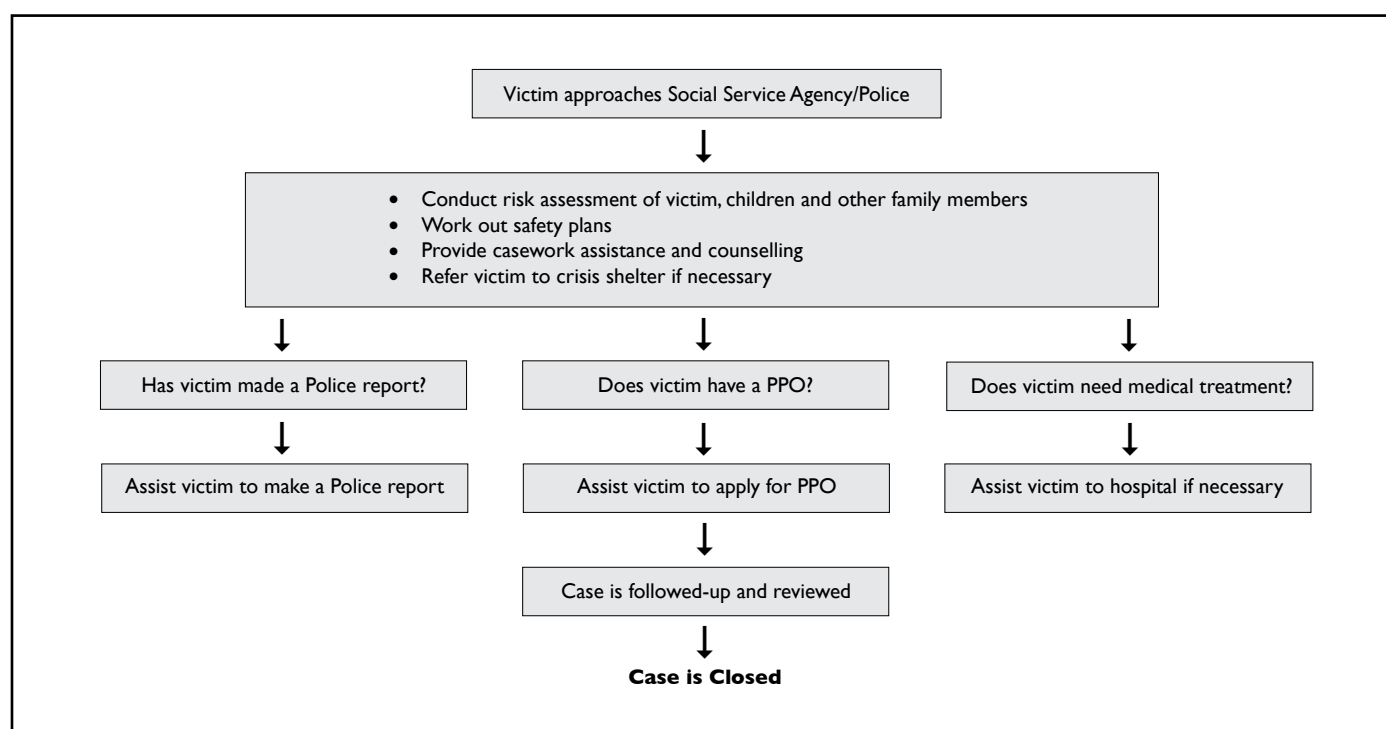 Victim approaches Social Service Agency/Police
• Conduct risk assessment of victim, children and other family members
• Work out safety plans
• Provide casework assistance and counselling
• Refer victim to crisis shelter if necessary
Has victim made a Police report?
Does victim have a PPO?
Does victim need medical treatment?
Assist victim to make a Police report
Assist victim to apply for PPO
Assist victim to hospital if necessary
Case is followed-up and reviewed
Case is Closed